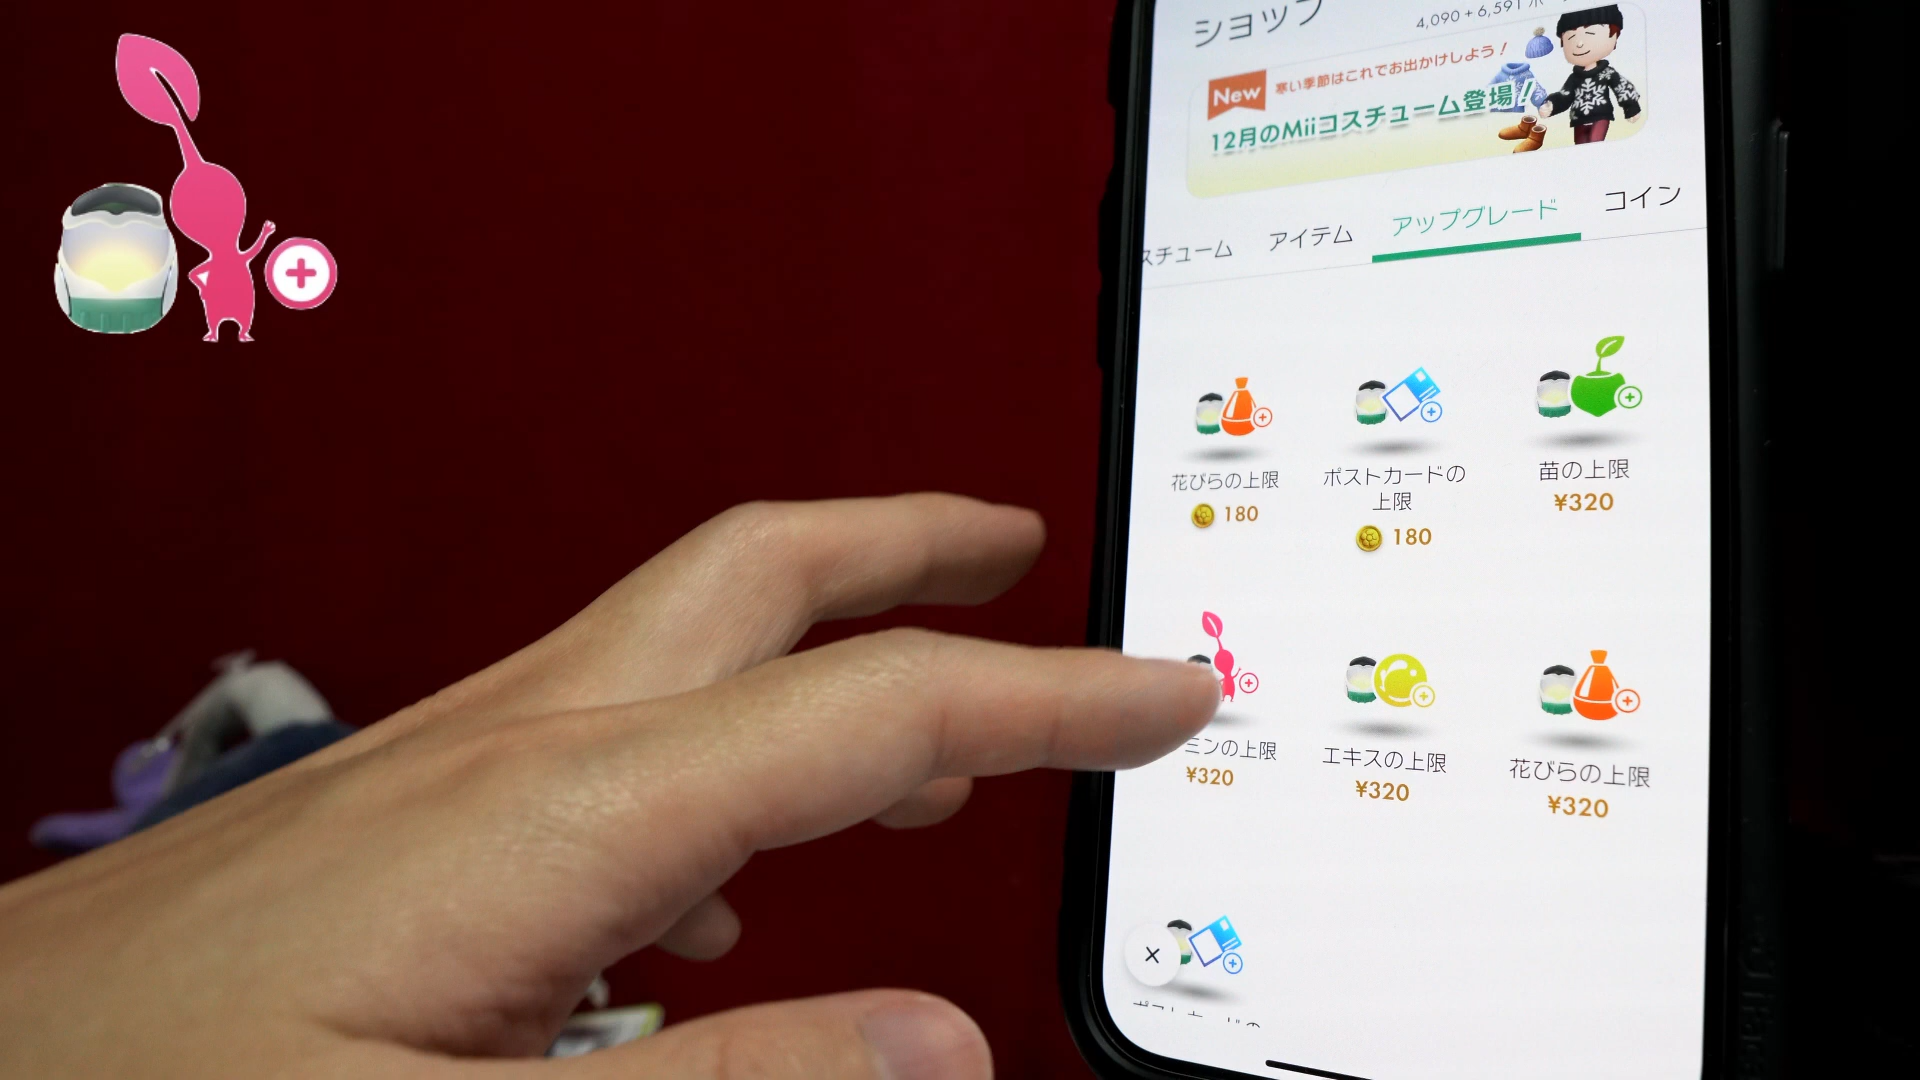 ショップ
4,090 + 6,591
New
寒い季節はこれでお出かけしよう！
12月のMiiコスチューム登場！
スチューム
アイテム
アップグレード
コイン
花びらの上限
180
ポストカードの
上限
180
苗の上限
¥320
ミンの上限
¥320
エキスの上限
¥320
花びらの上限
¥320